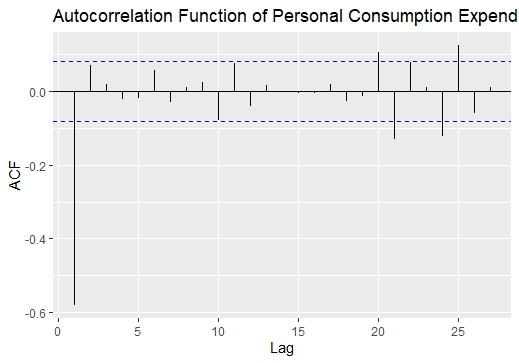 Autocorrelation Function of Personal Consumption Expend
0.0
-0.2
-0.4
-0.6
ACF
0 5 10 15 20 25
Lag